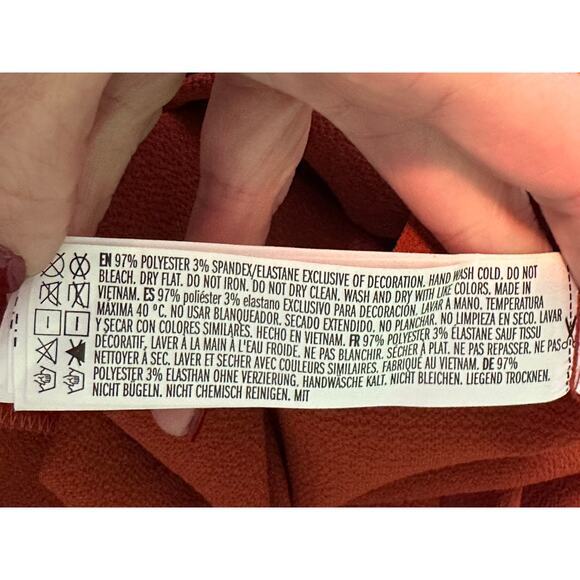 EN 97% POLYESTER 3% SPANDEX/ELASTANE EXCLUSIVE OF DECORATION. HAND WASH COLD. DO NOT
BLEACH. DRY FLAT. DO NOT IRON. DO NOT DRY CLEAN. WASH AND DRY WITH LIKE COLORS. MADE IN
VIETNAM. ES 97% poliéster 3% elastano EXCLUSIVO PARA DECORACIÓN. LAVAR A MANO. TEMPERATURA
MÁXIMA 40 °C. NO USAR BLANQUEADOR. SECADO EXTENDIDO. NO PLANCHAR. NO LIMPIEZA EN SECO. LAVAR
Y SECAR CON COLORES SIMILARES. HECHO EN VIETNAM. FR 97% POLYESTER 3% ELASTANE SAUF TISSU
DÉCORATIF, LAVER À LA MAIN À L'EAU FROIDE. NE PAS BLANCHIR. SÉCHER À PLAT. NE PAS REPASSER. NE PAS
NETTOYER À SEC. LAVER ET SÉCHER AVEC COULEURS SIMILAIRES. FABRIQUÉ AU VIETNAM. DE 97%
POLYESTER 3% ELASTHAN OHNE VERZIERUNG. HANDWÄSCHE KALT. NICHT BLEICHEN. LIEGEND TROCKNEN.
NICHT BÜGELN. NICHT CHEMISCH REINIGEN. MIT